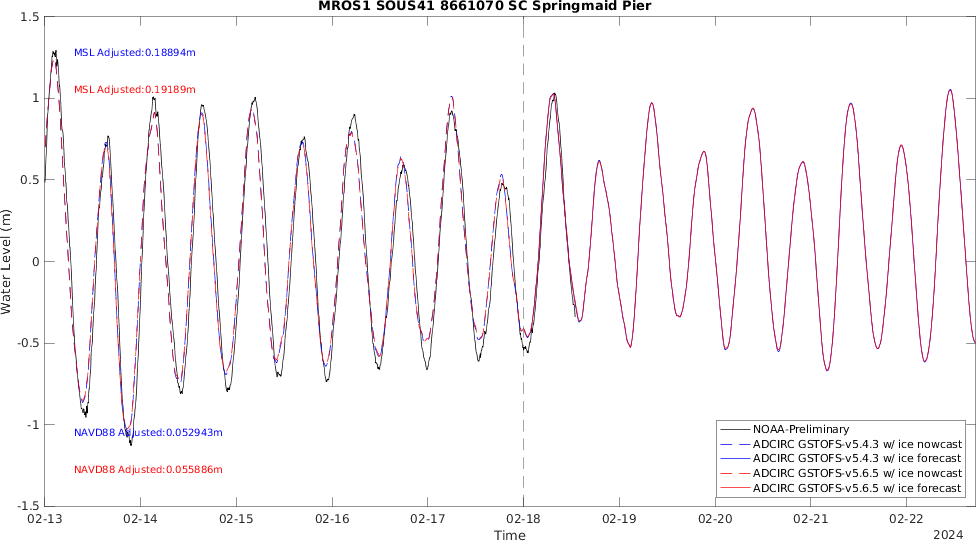 MROS1 SOUS41 8661070 SC Springmaid Pier
1.5
1
0.5
0
-0.5
-1
-1.5
Water Level (m)
MSL Adjusted:0.18894m
MSL Adjusted:0.19189m
NAVD88 Adjusted:0.052943m
NAVD88 Adjusted:0.055886m
NOAA-Preliminary
ADCIRC GSTOFS-v5.4.3 w/ ice nowcast
ADCIRC GSTOFS-v5.4.3 w/ ice forecast
ADCIRC GSTOFS-v5.6.5 w/ ice nowcast
ADCIRC GSTOFS-v5.6.5 w/ ice forecast
02-13 02-14 02-15 02-16 02-17 02-18 02-19 02-20 02-21 02-22
Time
2024